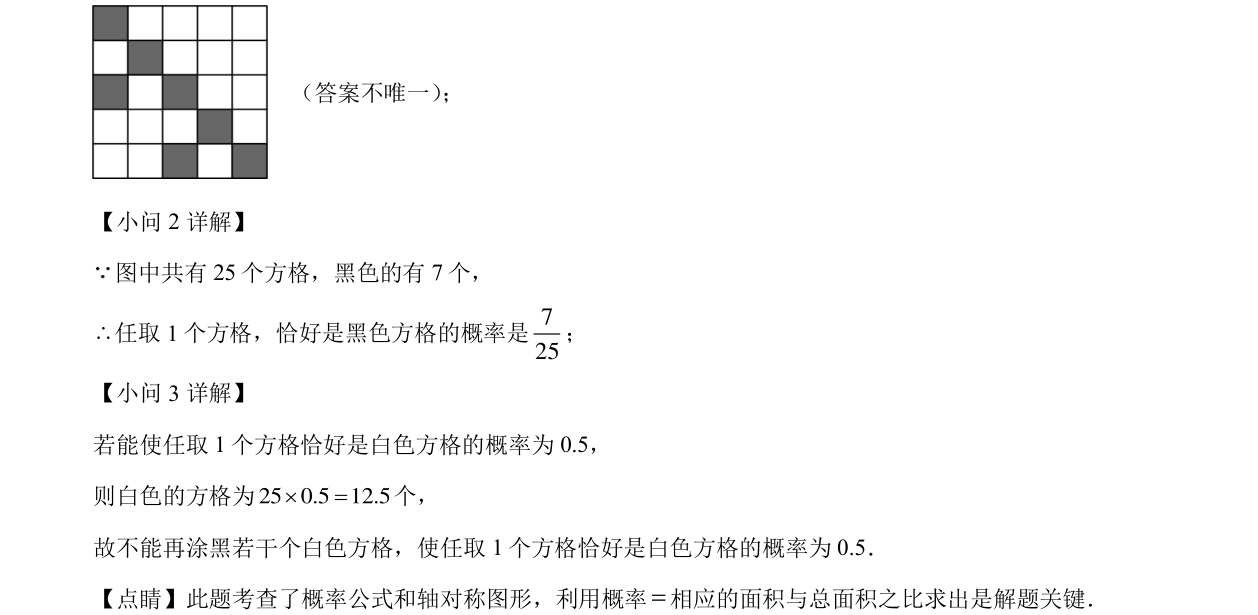 （答案不唯一）；
【小问 2 详解】
∵图中共有 25 个方格，黑色的有 7 个，
∴任取 1 个方格，恰好是黑色方格的概率是 7/25；
【小问 3 详解】
若能使任取 1 个方格恰好是白色方格的概率为 0.5，
则白色的方格为 25×0.5＝12.5 个，
故不能再涂黑若干个白色方格，使任取 1 个方格恰好是白色方格的概率为 0.5．
【点睛】此题考查了概率公式和轴对称图形，利用概率＝相应的面积与总面积之比求出是解题关键．